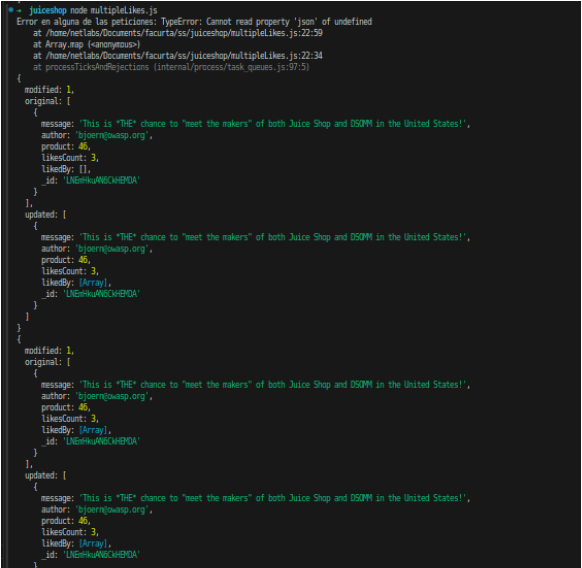 juiceshop node multipleLikes.js
Error en alguna de las peticiones: TypeError: Cannot read property 'json' of undefined
at /home/netlabs/Documents/facurta/ss/juiceshop/multipleLikes.js:22:59
at Array.map (<anonymous>)
at /home/netlabs/Documents/facurta/ss/juiceshop/multipleLikes.js:22:34
at processTicksAndRejections (internal/process/task_queues.js:97:5)
{
modified: 1,
original: [
{
message: 'This is *THE* chance to "meet the makers" of both Juice Shop and DSOMM in the United States!',
author: 'bjoern@owasp.org',
product: 46,
likesCount: 3,
likedBy: [],
_id: 'LNEmHkuAN6CkHEMDA'
}
],
updated: [
{
message: 'This is *THE* chance to "meet the makers" of both Juice Shop and DSOMM in the United States!',
author: 'bjoern@owasp.org',
product: 46,
likesCount: 3,
likedBy: [Array],
_id: 'LNEmHkuAN6CkHEMDA'
}
]
}
{
modified: 1,
original: [
{
message: 'This is *THE* chance to "meet the makers" of both Juice Shop and DSOMM in the United States!',
author: 'bjoern@owasp.org',
product: 46,
likesCount: 3,
likedBy: [Array],
_id: 'LNEmHkuAN6CkHEMDA'
}
],
updated: [
{
message: 'This is *THE* chance to "meet the makers" of both Juice Shop and DSOMM in the United States!',
author: 'bjoern@owasp.org',
product: 46,
likesCount: 3,
likedBy: [Array],
_id: 'LNEmHkuAN6CkHEMDA'
}